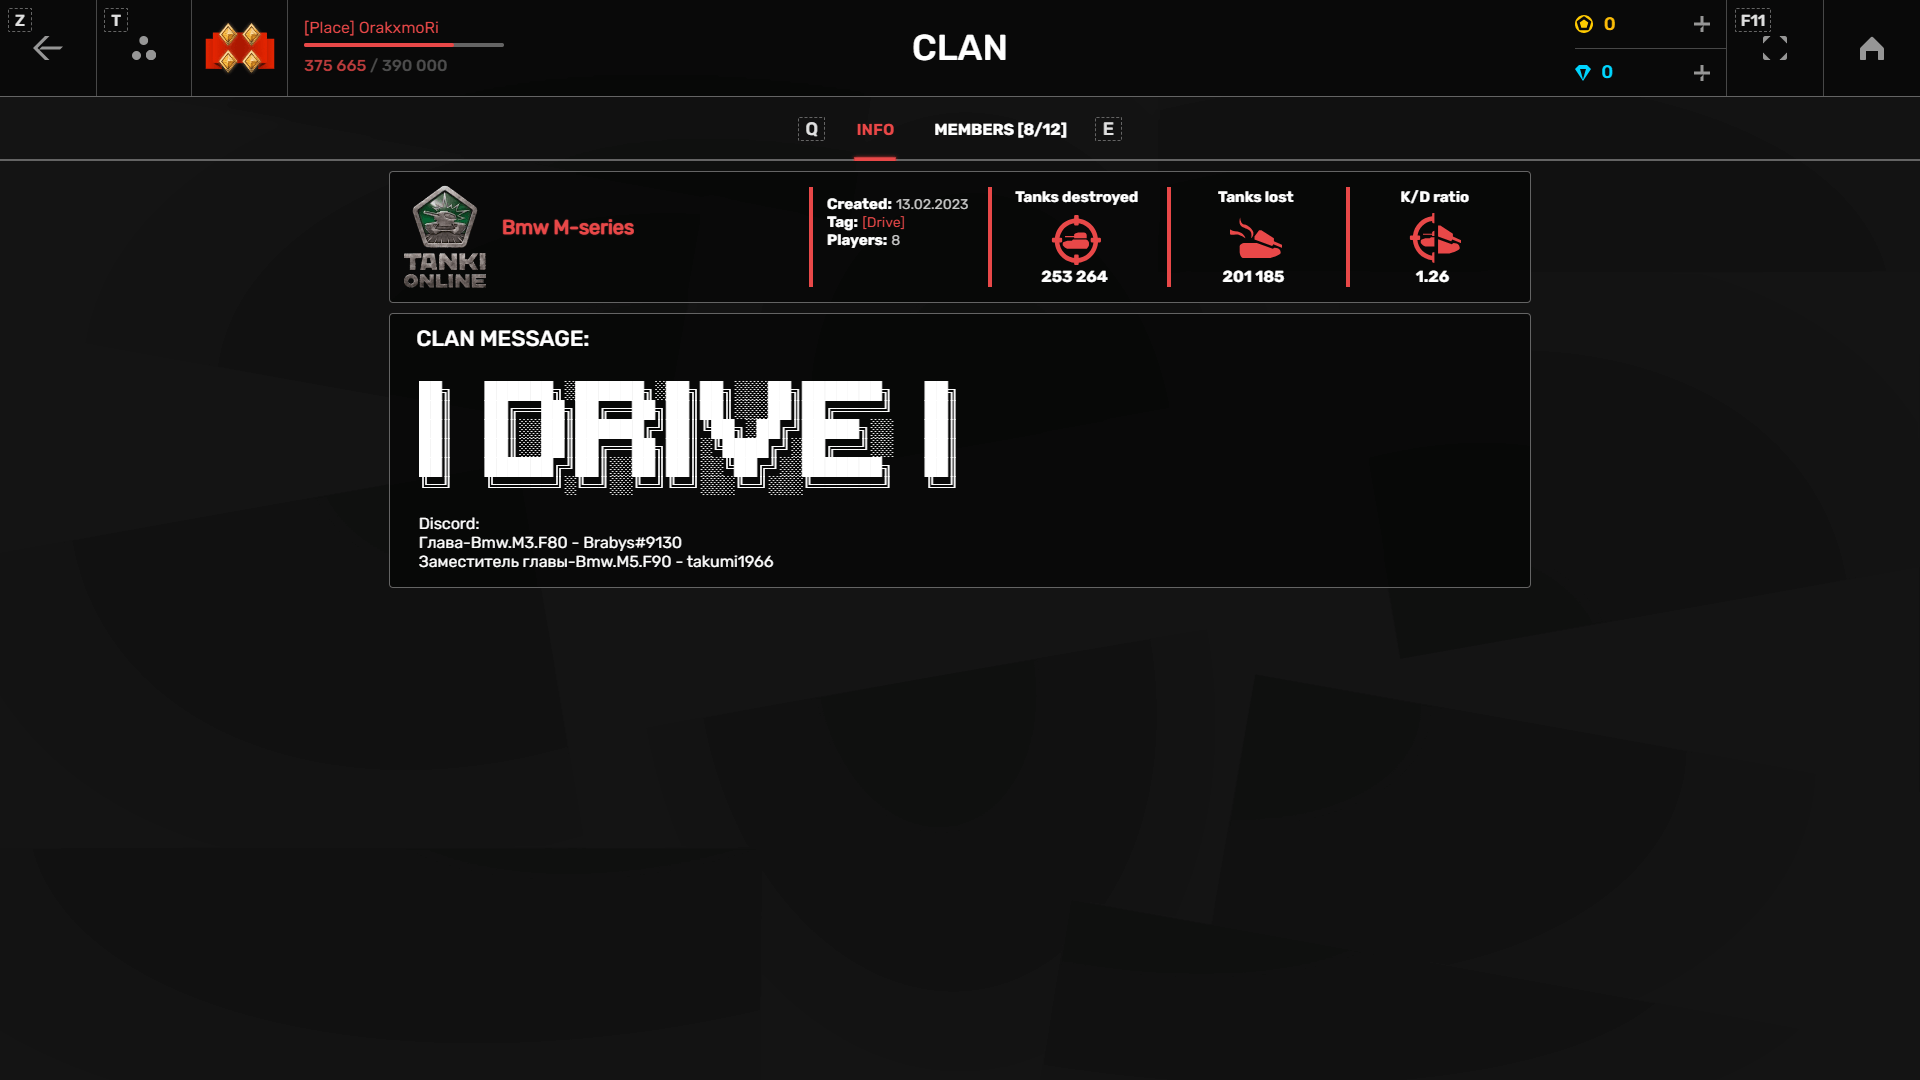 Z
T
[Place] OrakxmoRi
375 665 / 390 000
CLAN
0
0
F11
Q
INFO
MEMBERS [8/12]
E
TANKI
ONLINE
Bmw M-series
Created: 13.02.2023
Tag: [Drive]
Players: 8
Tanks destroyed
253 264
Tanks lost
201 185
K/D ratio
1.26
CLAN MESSAGE:
| DRIVE |
Discord:
Глава-Bmw.M3.F80 - Brabys#9130
Заместитель главы-Bmw.M5.F90 - takumi1966